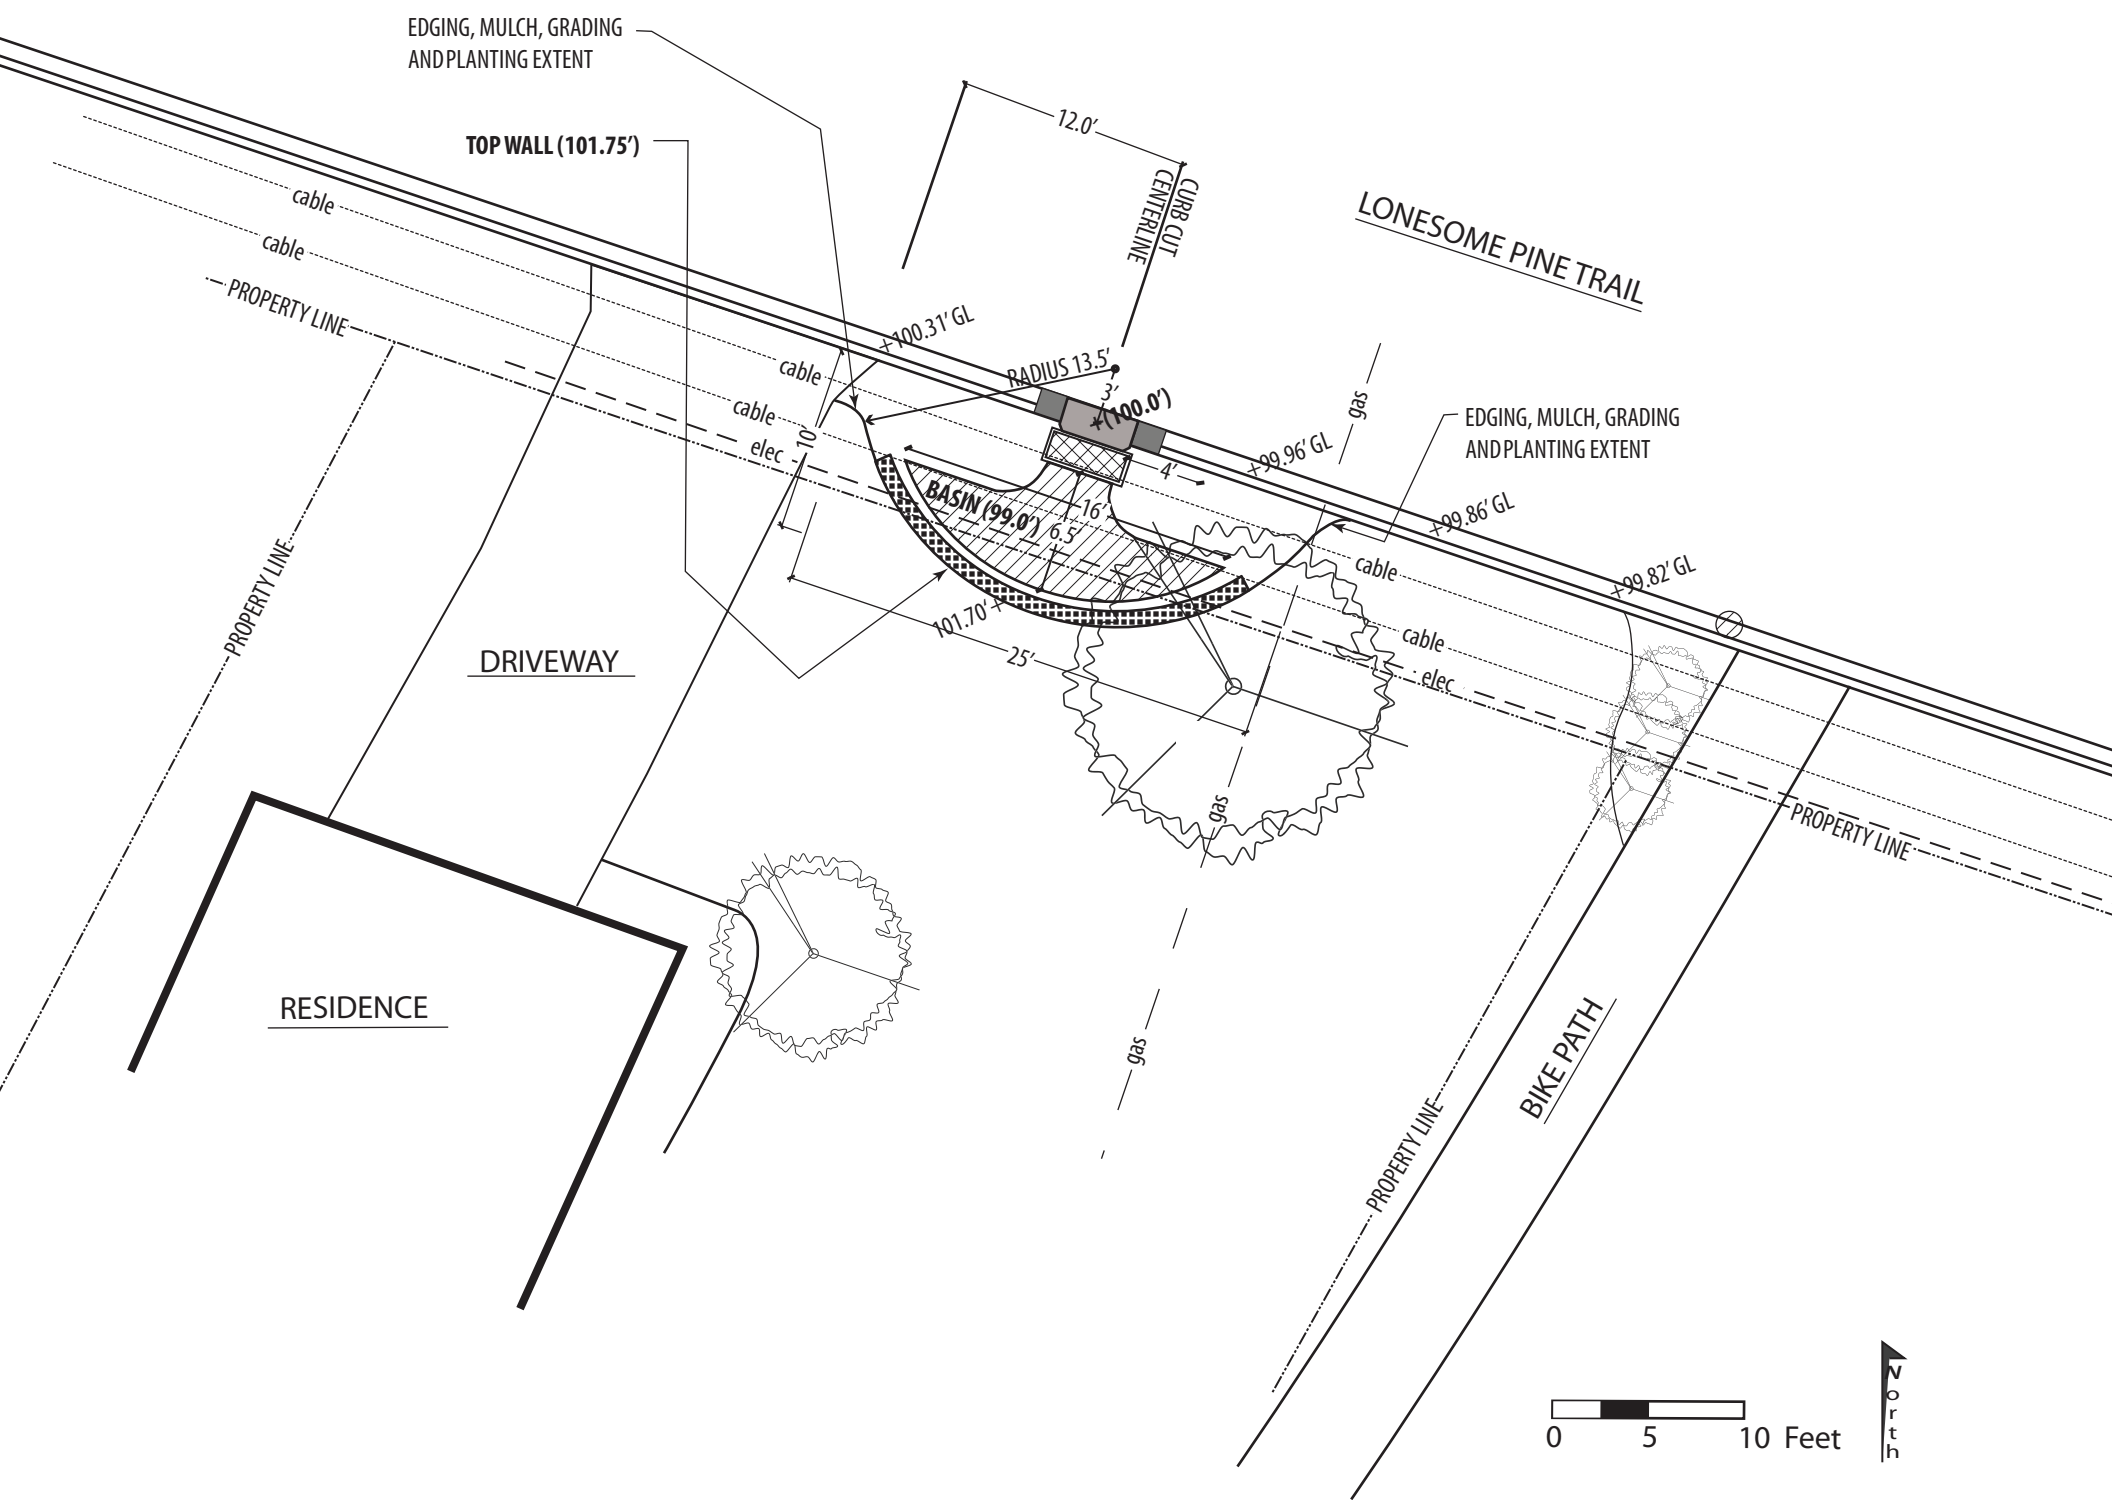 EDGING, MULCH, GRADING
AND PLANTING EXTENT
TOP WALL (101.75')
12.0'
CURB CUT
CENTERLINE
LONESOME PINE TRAIL
cable
cable
PROPERTY LINE
+100.31' GL
RADIUS 13.5'
3'
+(100.0')
gas
EDGING, MULCH, GRADING
AND PLANTING EXTENT
cable
cable
elec
10'
4'
+99.96' GL
+99.86' GL
+99.82' GL
BASIN (99.0')
16'
6.5'
101.70' +
25'
cable
cable
elec
PROPERTY LINE
DRIVEWAY
PROPERTY LINE
gas
RESIDENCE
gas
BIKE PATH
PROPERTY LINE
0 5 10 Feet
North